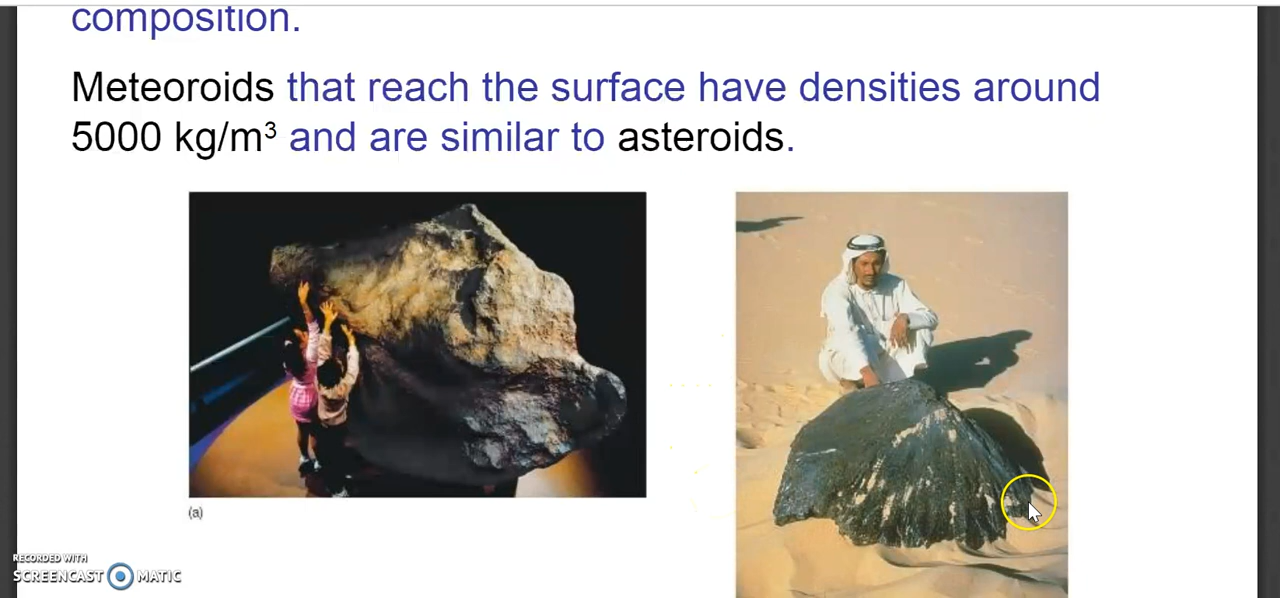 composition.
Meteoroids that reach the surface have densities around
5000 kg/m³ and are similar to asteroids.
(a)
RECORDED WITH
SCREENCAST MATIC